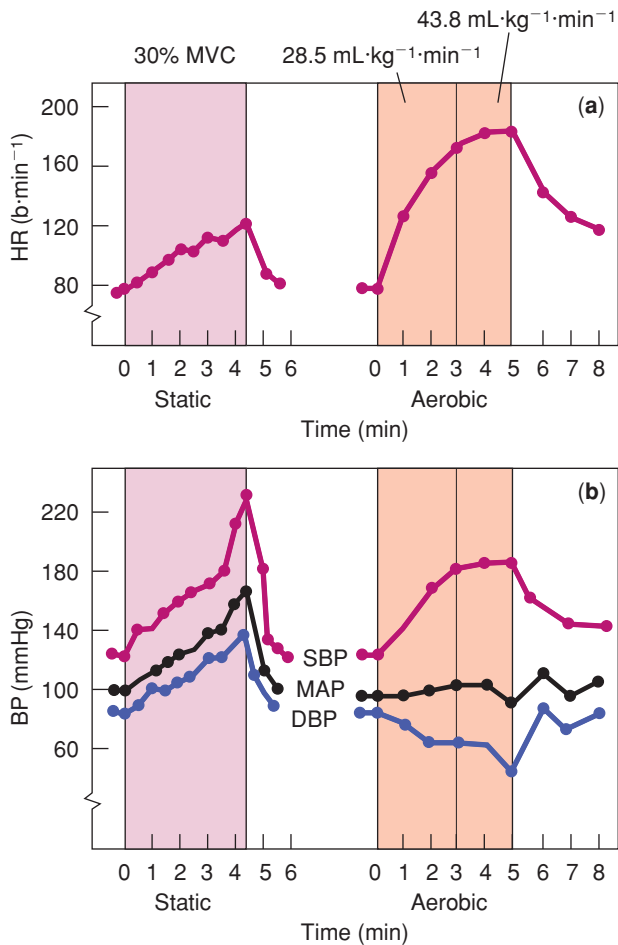 43.8 mL·kg⁻¹·min⁻¹
30% MVC 28.5 mL·kg⁻¹·min⁻¹
(a)
200
160
120
80
HR (b·min⁻¹)
0 1 2 3 4 5 6 0 1 2 3 4 5 6 7 8
Static Aerobic
Time (min)
(b)
220
180
140
100
60
BP (mmHg)
SBP
MAP
DBP
0 1 2 3 4 5 6 0 1 2 3 4 5 6 7 8
Static Aerobic
Time (min)